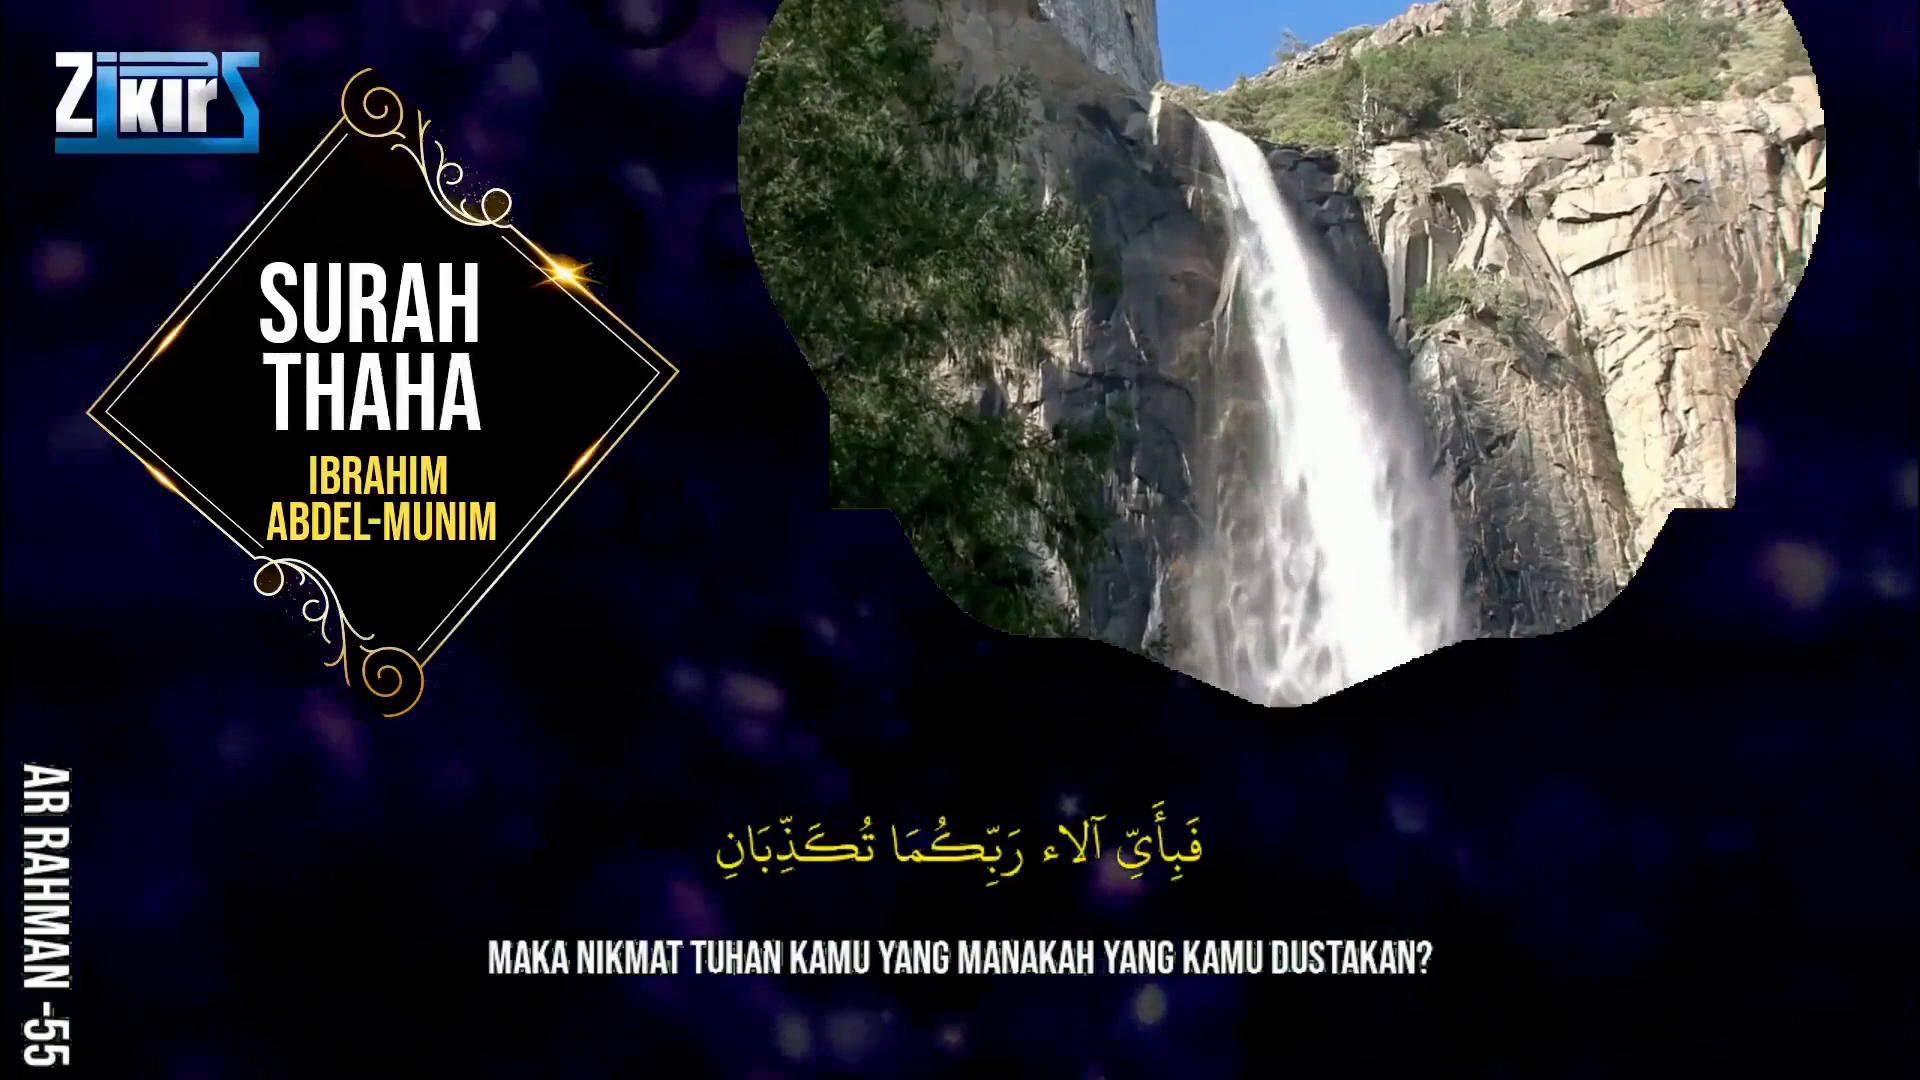 Zikir
SURAH
THAHA
IBRAHIM
ABDEL-MUNIM
فَبِأَيِّ آلاء رَبِّكُمَا تُكَذِّبَانِ
MAKA NIKMAT TUHAN KAMU YANG MANAKAH YANG KAMU DUSTAKAN?
AR RAHMAN -55